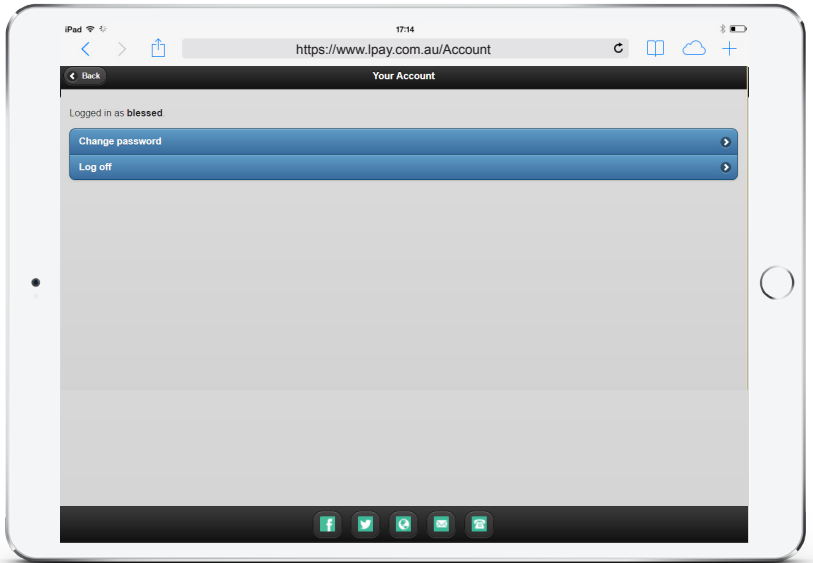 iPad 17:14
https://www.lpay.com.au/Account
Back Your Account
Logged in as blessed.
Change password
Log off